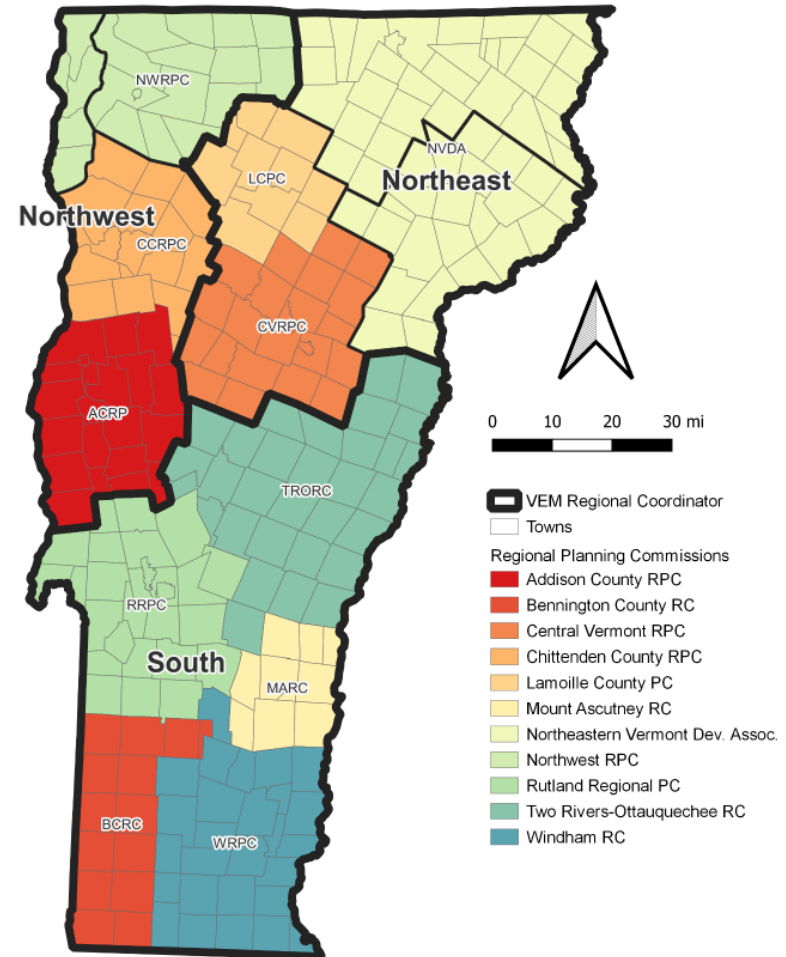 NWRPC
NVDA
Northeast
LCPC
Northwest
CCRPC
CVRPC
ACRP
TRORC
RRPC
South
MARC
BCRC
WRPC
0 10 20 30 mi
VEM Regional Coordinator
Towns
Regional Planning Commissions
Addison County RPC
Bennington County RC
Central Vermont RPC
Chittenden County RPC
Lamoille County PC
Mount Ascutney RC
Northeastern Vermont Dev. Assoc.
Northwest RPC
Rutland Regional PC
Two Rivers-Ottauquechee RC
Windham RC